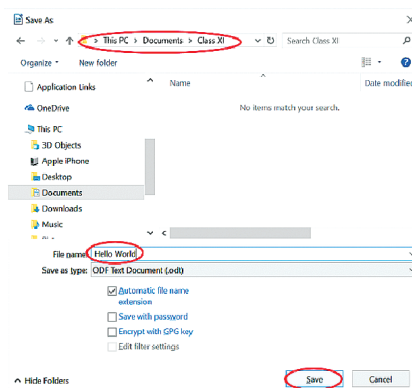 Save As
> This PC > Documents > Class XI
Search Class XI
Organize
New folder
Name
Date modified
No items match your search.
Application Links
OneDrive
This PC
3D Objects
Apple iPhone
Desktop
Documents
Downloads
Music
File name: Hello World
Save as type: ODF Text Document (.odt)
Automatic file name
extension
Save with password
Encrypt with GPG key
Edit filter settings
Hide Folders
Save
Cancel